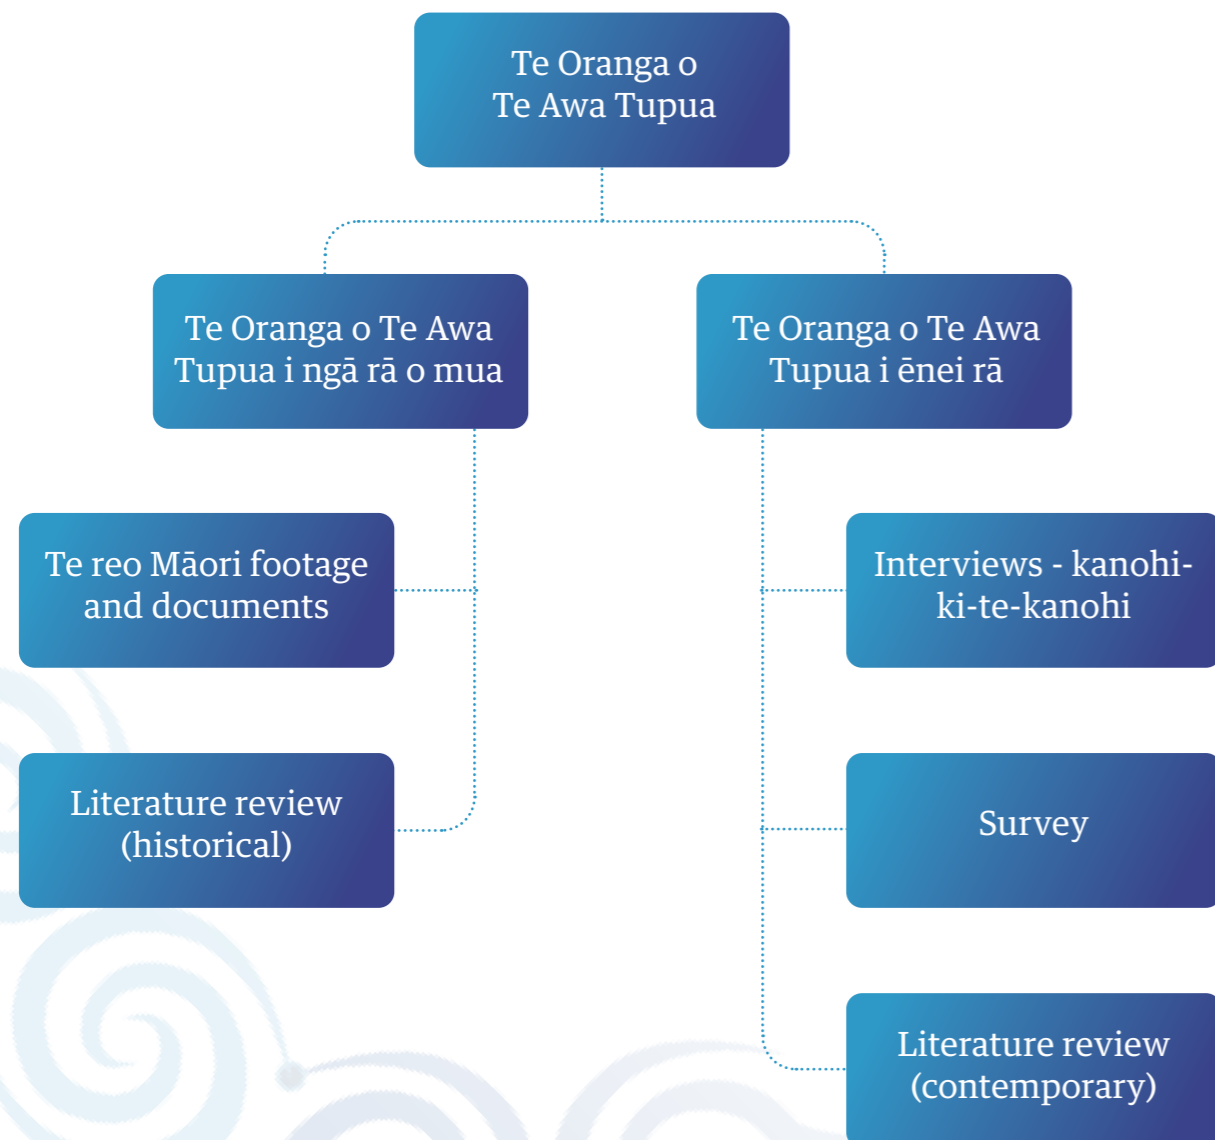 Te Oranga o
Te Awa Tupua
Te Oranga o Te Awa
Tupua i ngā rā o mua
Te Oranga o Te Awa
Tupua i ēnei rā
Te reo Māori footage
and documents
Interviews - kanohi-
ki-te-kanohi
Literature review
(historical)
Survey
Literature review
(contemporary)